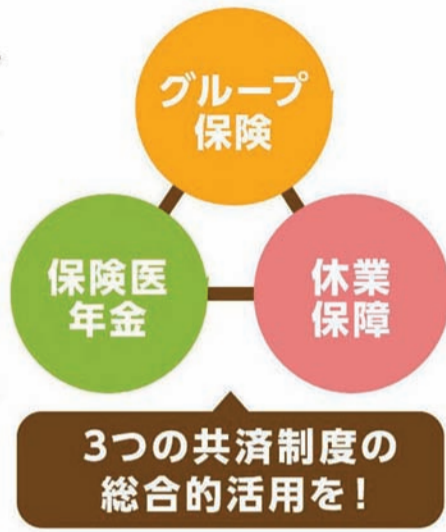 グループ
保険
保険医
年金
休業
保障
3つの共済制度の
総合的活用を!